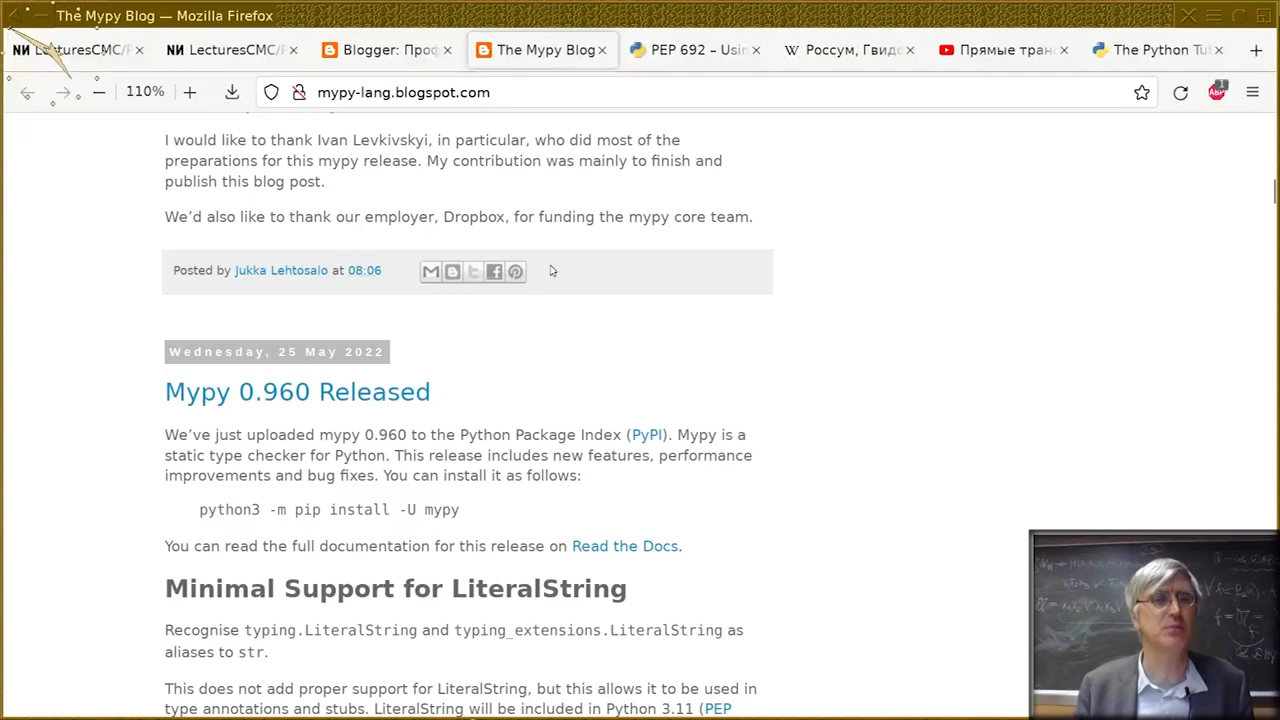 The Mypy Blog — Mozilla Firefox
LecturesCMC/P
LecturesCMC/P
Blogger: Проф
The Mypy Blog
PEP 692 – Usin
Россум, Гвидо
Прямые тран
The Python Tut
110%
mypy-lang.blogspot.com
ABP
1
I would like to thank Ivan Levkivskyi, in particular, who did most of the
preparations for this mypy release. My contribution was mainly to finish and
publish this blog post.
We’d also like to thank our employer, Dropbox, for funding the mypy core team.
Posted by Jukka Lehtosalo at 08:06
Wednesday, 25 May 2022
Mypy 0.960 Released
We’ve just uploaded mypy 0.960 to the Python Package Index (PyPI). Mypy is a
static type checker for Python. This release includes new features, performance
improvements and bug fixes. You can install it as follows:
python3 -m pip install -U mypy
You can read the full documentation for this release on Read the Docs.
Minimal Support for LiteralString
Recognise typing.LiteralString and typing_extensions.LiteralString as
aliases to str.
This does not add proper support for LiteralString, but this allows it to be used in
type annotations and stubs. LiteralString will be included in Python 3.11 (PEP